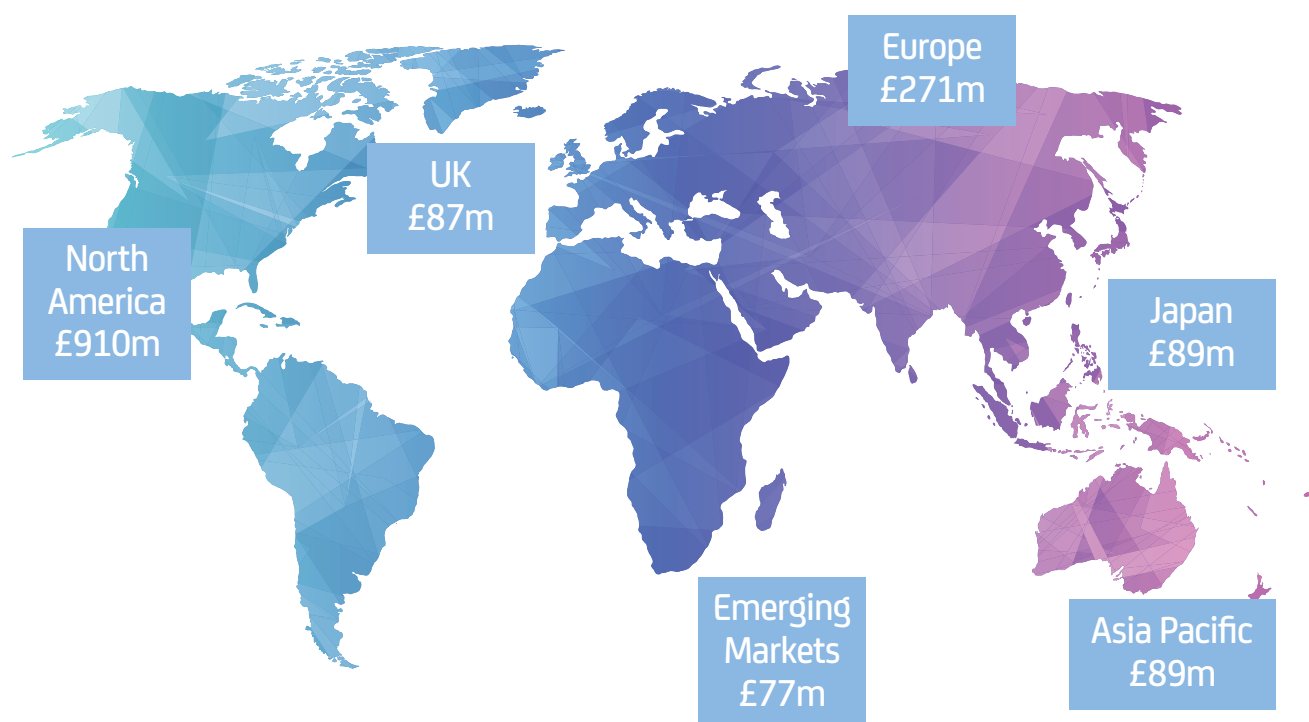 Europe
£271m
UK
£87m
North
America
£910m
Japan
£89m
Emerging
Markets
£77m
Asia Pacific
£89m